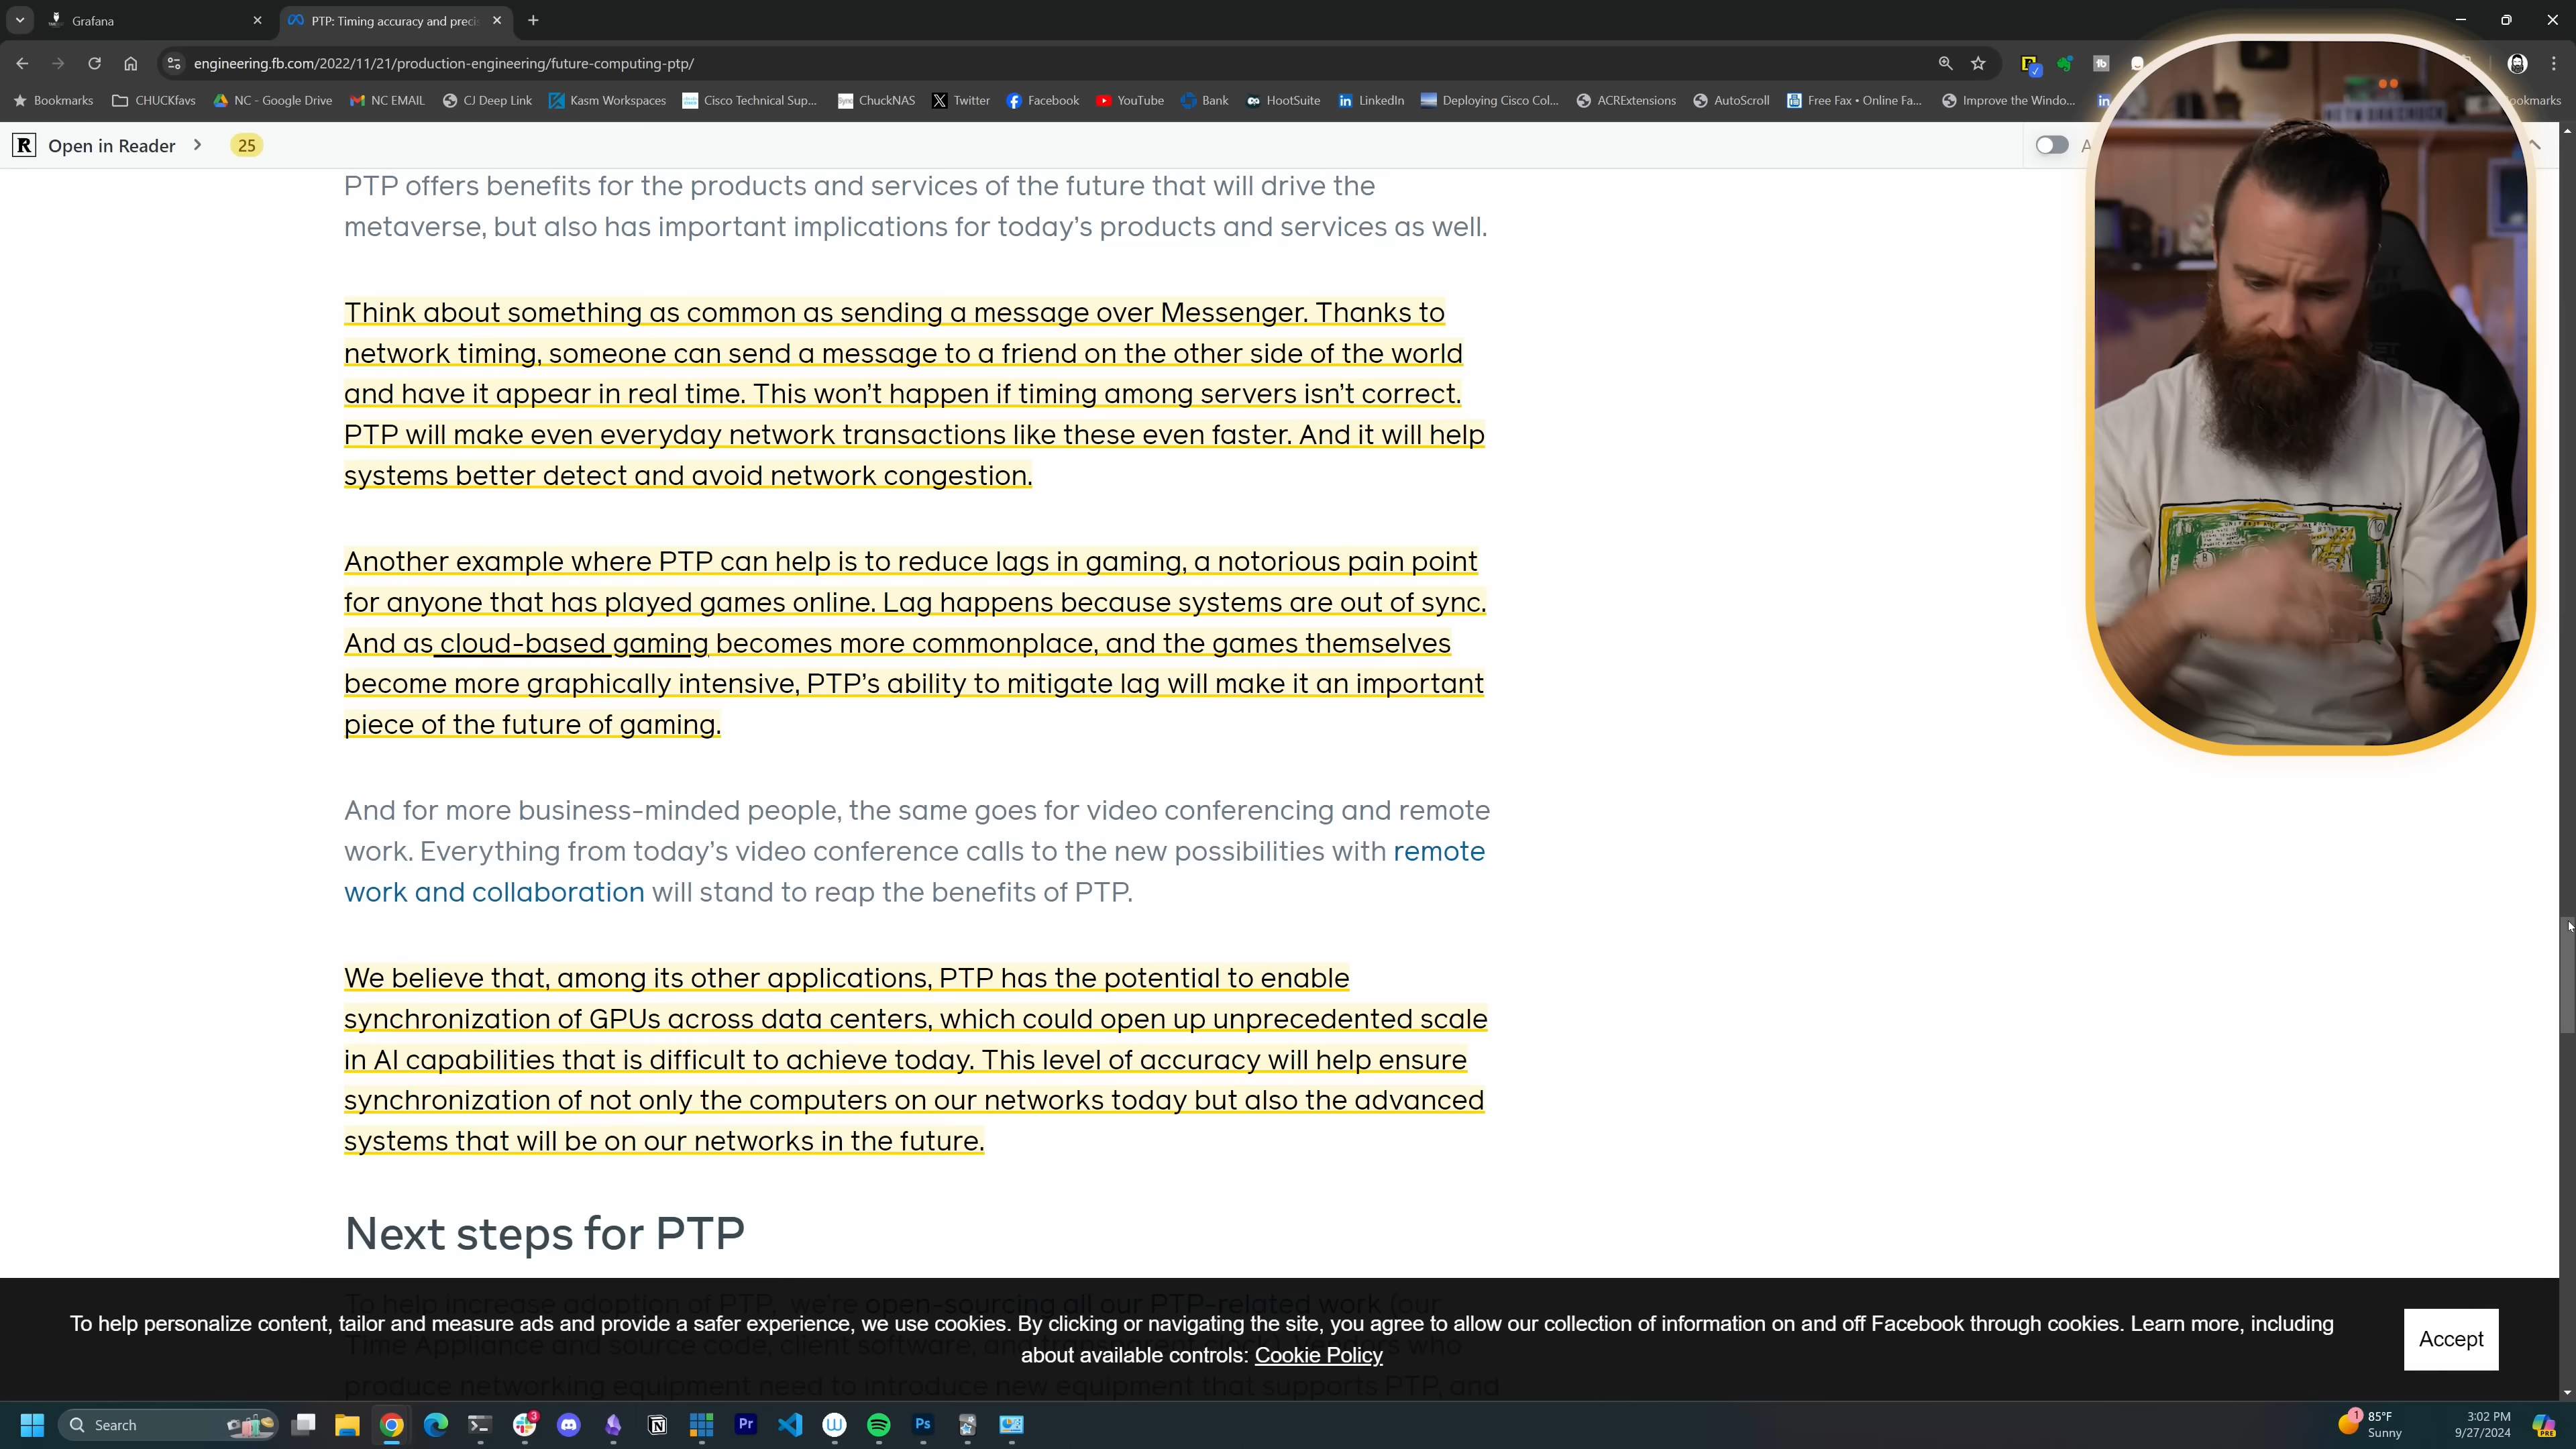 Grafana
PTP: Timing accuracy and preci
engineering.fb.com/2022/11/21/production-engineering/future-computing-ptp/
Bookmarks
CHUCKfavs
NC - Google Drive
NC EMAIL
CJ Deep Link
Kasm Workspaces
Cisco Technical Sup...
ChuckNAS
Twitter
Facebook
YouTube
Bank
HootSuite
LinkedIn
Deploying Cisco Col...
ACRExtensions
AutoScroll
Free Fax • Online Fa...
Improve the Windo...
ookmarks
Open in Reader
25
A
PTP offers benefits for the products and services of the future that will drive the
metaverse, but also has important implications for today's products and services as well.
Think about something as common as sending a message over Messenger. Thanks to
network timing, someone can send a message to a friend on the other side of the world
and have it appear in real time. This won't happen if timing among servers isn't correct.
PTP will make even everyday network transactions like these even faster. And it will help
systems better detect and avoid network congestion.
Another example where PTP can help is to reduce lags in gaming, a notorious pain point
for anyone that has played games online. Lag happens because systems are out of sync.
And as cloud-based gaming becomes more commonplace, and the games themselves
become more graphically intensive, PTP's ability to mitigate lag will make it an important
piece of the future of gaming.
And for more business-minded people, the same goes for video conferencing and remote
work. Everything from today's video conference calls to the new possibilities with remote
work and collaboration will stand to reap the benefits of PTP.
We believe that, among its other applications, PTP has the potential to enable
synchronization of GPUs across data centers, which could open up unprecedented scale
in AI capabilities that is difficult to achieve today. This level of accuracy will help ensure
synchronization of not only the computers on our networks today but also the advanced
systems that will be on our networks in the future.
Next steps for PTP
To help increase adoption of PTP, we're open-sourcing all our PTP-related work (our
To help personalize content, tailor and measure ads and provide a safer experience, we use cookies. By clicking or navigating the site, you agree to allow our collection of information on and off Facebook through cookies. Learn more, including
about available controls: Cookie Policy
Accept
Time Appliance and source code, client software, and who
produce networking equipment need to introduce new equipment that supports PTP, and
Search
3
Pr
Ps
1
85°F
Sunny
3:02 PM
9/27/2024
PRE